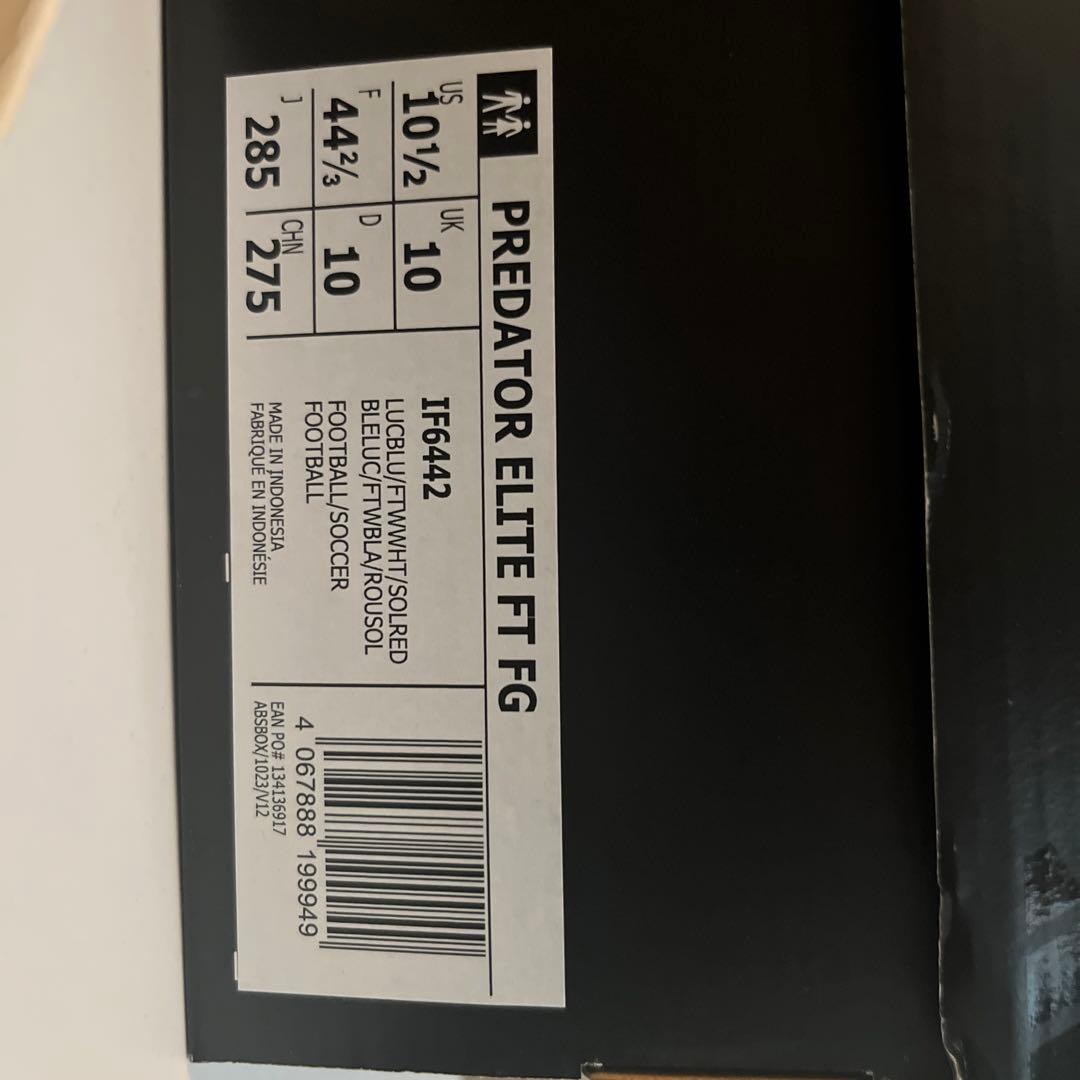 PREDATOR ELITE FT FG
US 10½ UK 10
F 44⅔ D 10
J 285 CHN 275
IF6442
LUCBLU/FTWWHT/SOLRED
BLELUC/FTWBLA/ROUSOL
FOOTBALL/SOCCER
FOOTBALL
MADE IN INDONESIA
FABRIQUÉ EN INDONÉSIE
4 067888 199949
EAN PO# 134136917
ABSBOX/1023/V12